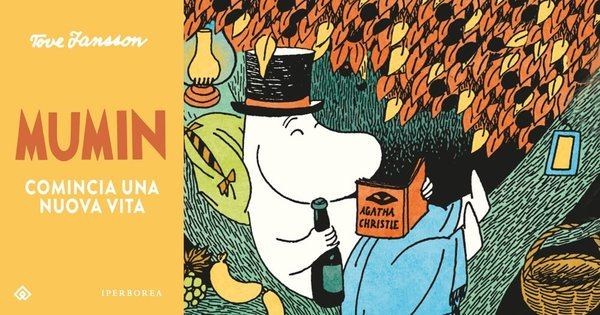 Tove Jansson
MUMIN
COMINCIA UNA
NUOVA VITA
IPERBOREA
AGATHA
CHRISTIE